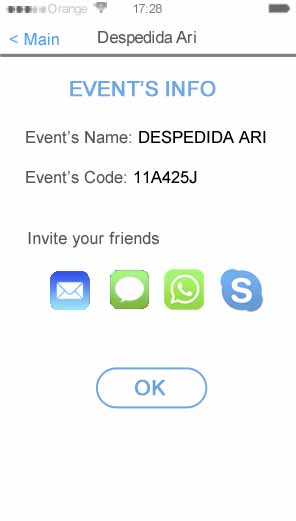 Orange 17:28
< Main Despedida Ari
EVENT'S INFO
Event's Name: DESPEDIDA ARI
Event's Code: 11A425J
Invite your friends
S
OK